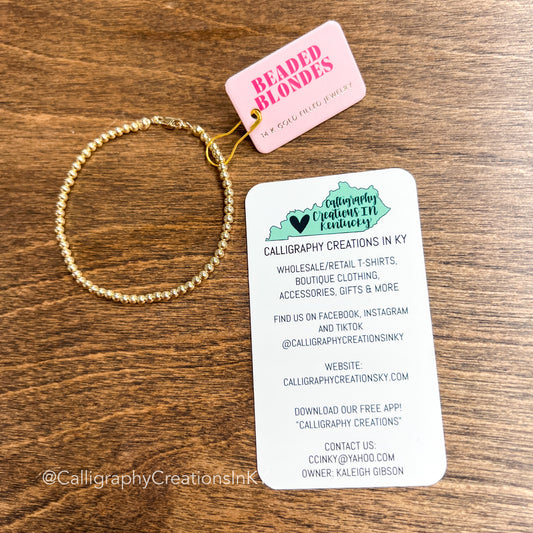 BEADED
BLONDES
14 K GOLD FILLED JEWELRY
Calligraphy
Creations IN
Kentucky
CALLIGRAPHY CREATIONS IN KY
WHOLESALE/RETAIL T-SHIRTS,
BOUTIQUE CLOTHING,
ACCESSORIES, GIFTS & MORE
FIND US ON FACEBOOK, INSTAGRAM
AND TIKTOK
@CALLIGRAPHYCREATIONSINKY
WEBSITE:
CALLIGRAPHYCREATIONSKY.COM
DOWNLOAD OUR FREE APP!
"CALLIGRAPHY CREATIONS"
CONTACT US:
CCINKY@YAHOO.COM
OWNER: KALEIGH GIBSON
@CalligraphyCreationsInK